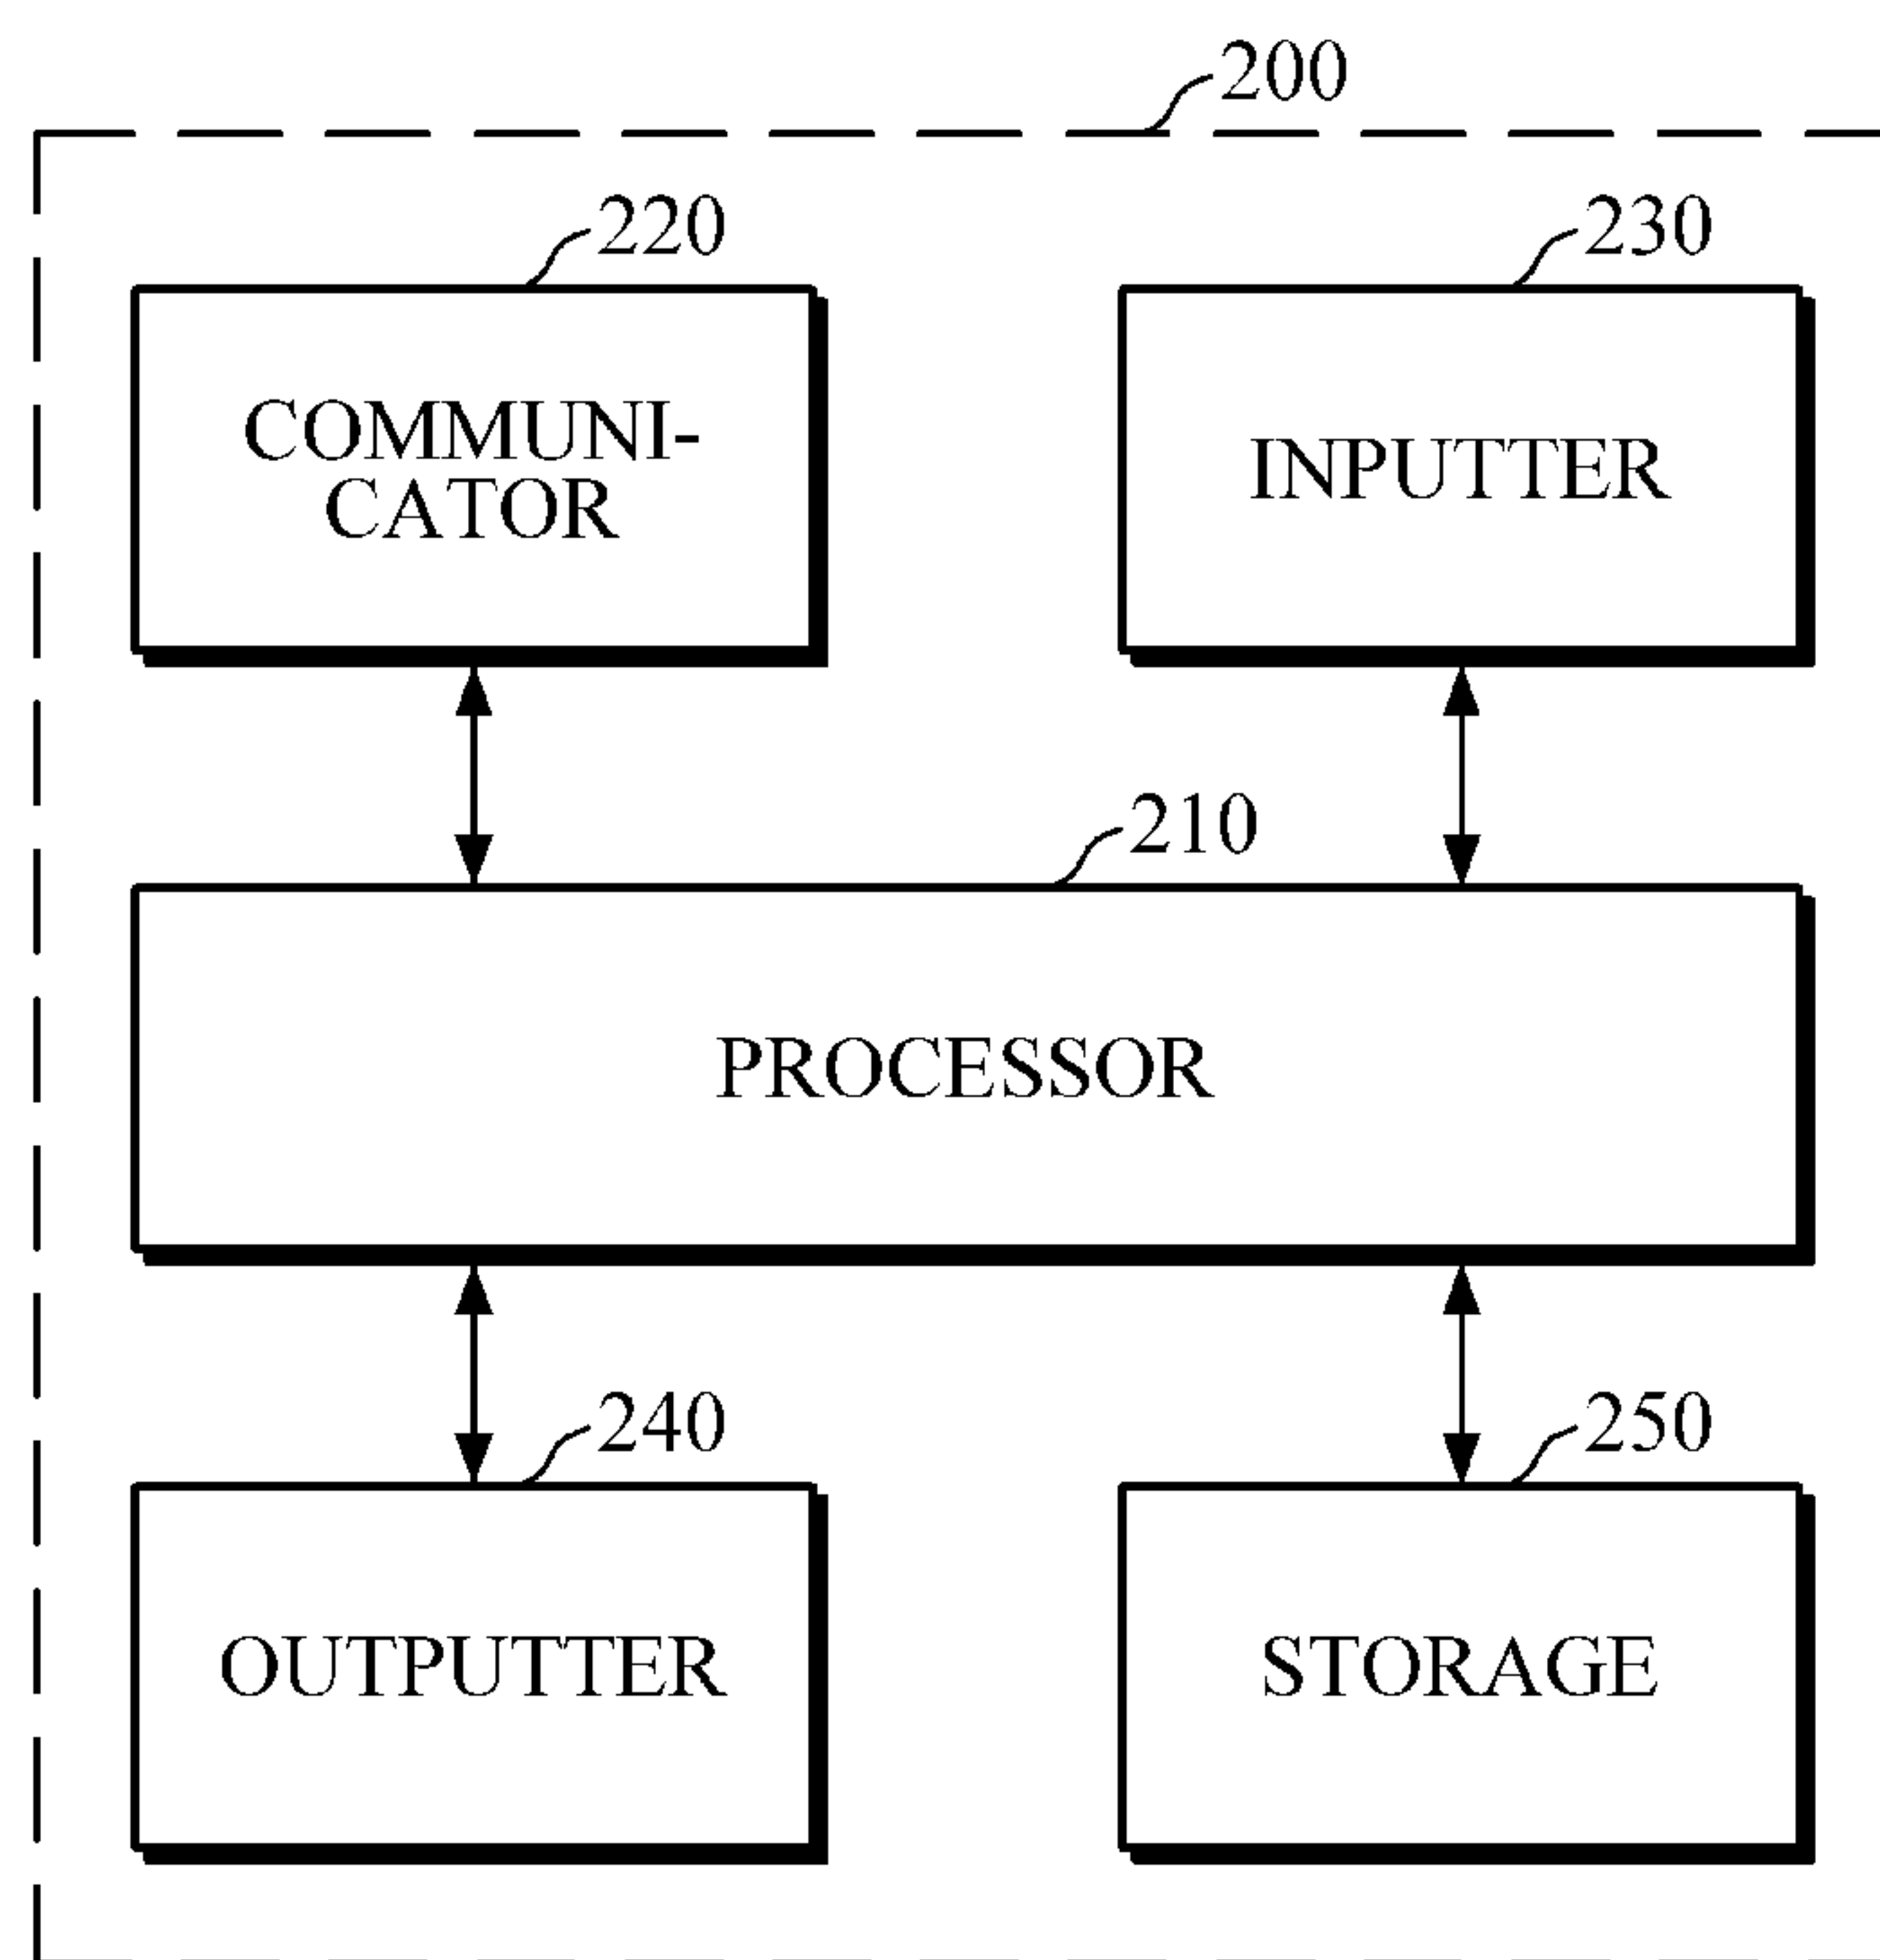 200
220
230
COMMUNI-
CATOR
INPUTTER
210
PROCESSOR
240
250
OUTPUTTER
STORAGE